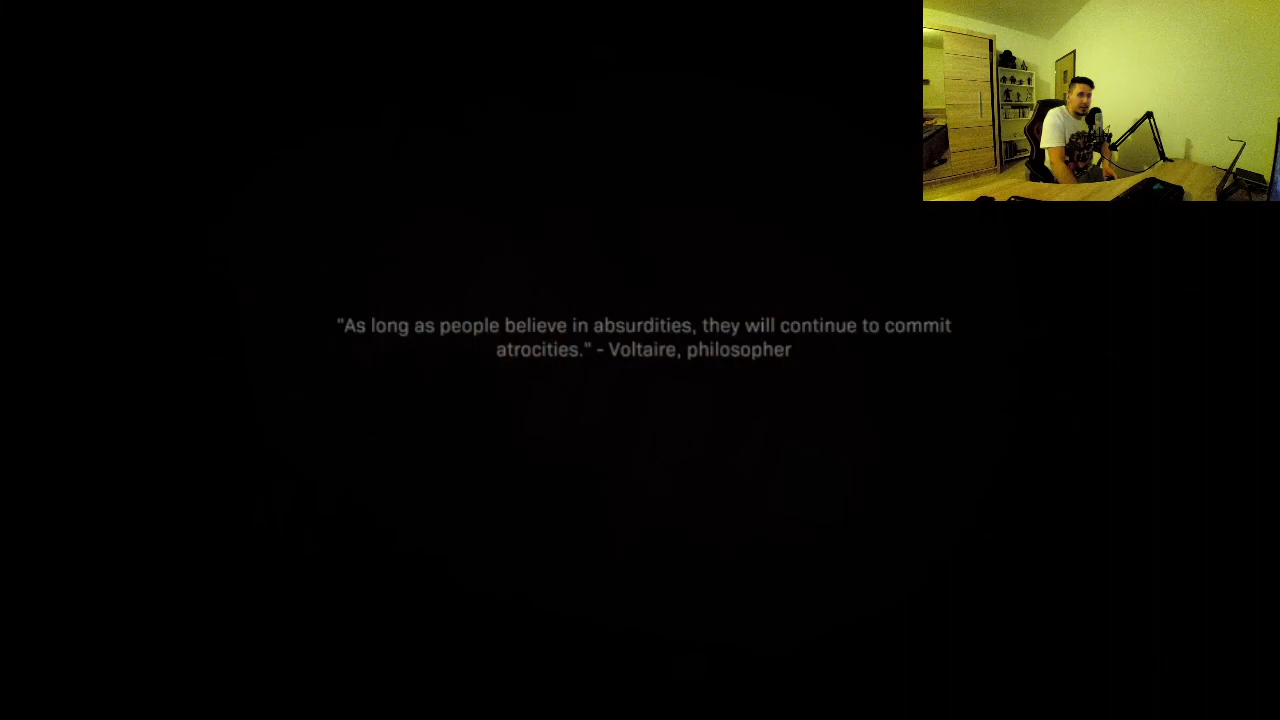 "As long as people believe in absurdities, they will continue to commit
atrocities." - Voltaire, philosopher